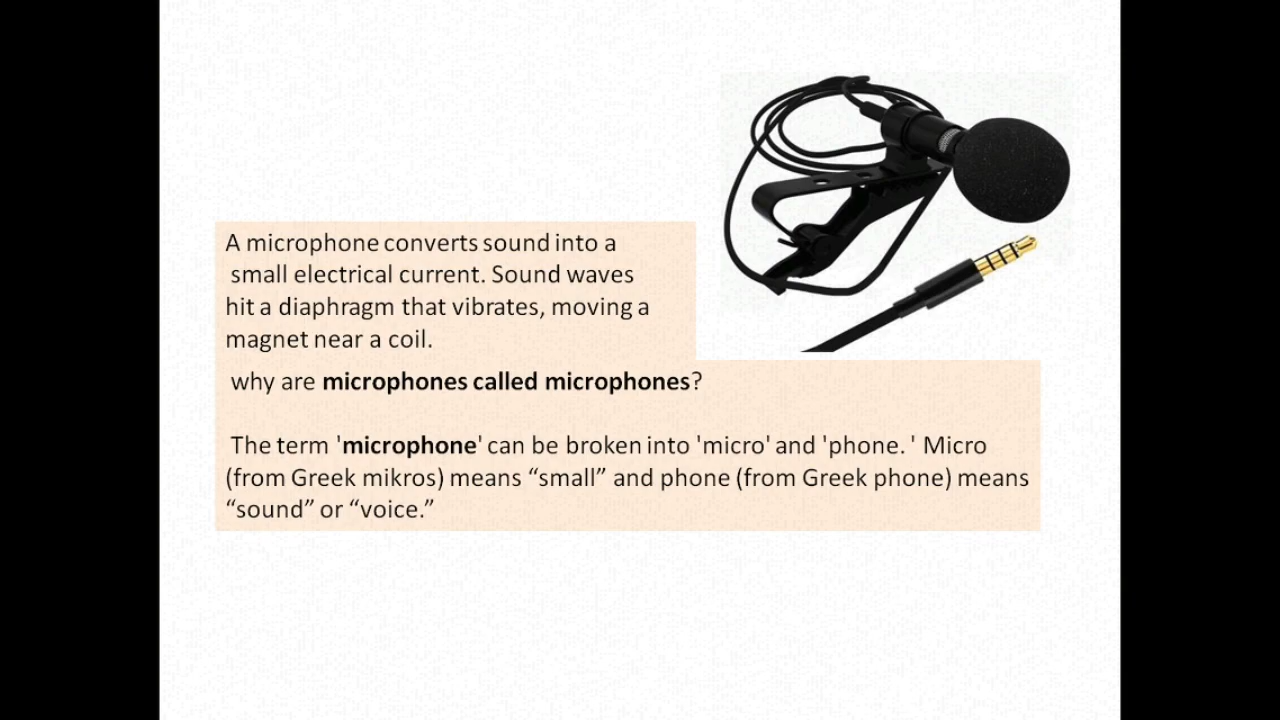 A microphone converts sound into a
small electrical current. Sound waves
hit a diaphragm that vibrates, moving a
magnet near a coil.
why are microphones called microphones?
The term 'microphone' can be broken into 'micro' and 'phone. ' Micro
(from Greek mikros) means “small” and phone (from Greek phone) means
“sound” or “voice.”